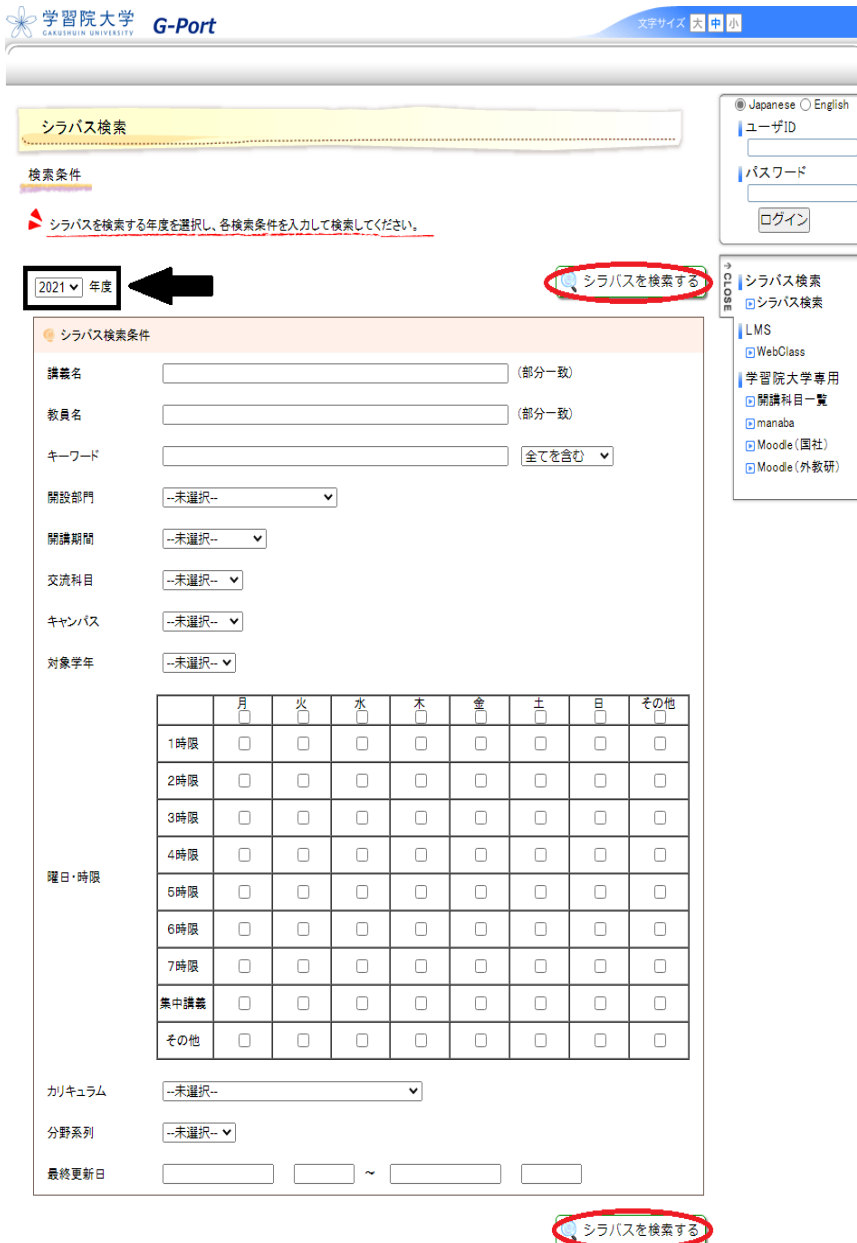 学習院大学
GAKUSHUIN UNIVERSITY
G-Port
文字サイズ 大 中 小
シラバス検索
検索条件
シラバスを検索する年度を選択し、各検索条件を入力して検索してください。
2021 年度
シラバスを検索する
シラバス検索条件
講義名 (部分一致)
教員名 (部分一致)
キーワード 全てを含む
開設部門 --未選択--
開講期間 --未選択--
交流科目 --未選択--
キャンパス --未選択--
対象学年 --未選択--
月 火 水 木 金 土 日 その他
1時限
2時限
3時限
4時限
曜日・時限
5時限
6時限
7時限
集中講義
その他
カリキュラム --未選択--
分野系列 --未選択--
最終更新日 ~
シラバスを検索する
Japanese English
ユーザID
パスワード
ログイン
→ CLOSE
シラバス検索
シラバス検索
LMS
WebClass
学習院大学専用
開講科目一覧
manaba
Moodle(国社)
Moodle(外教研)